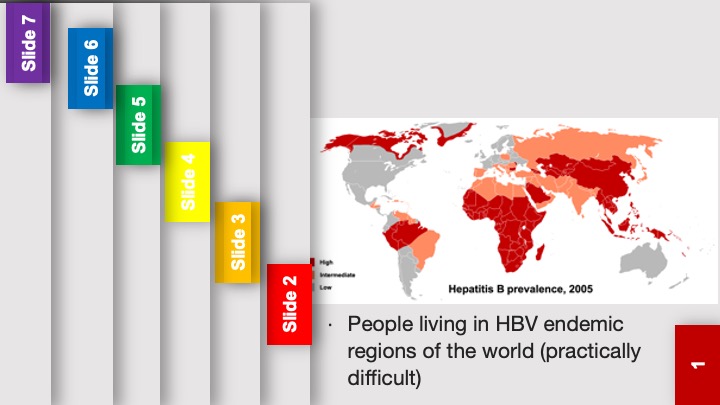 Slide 7
Slide 6
Slide 5
Slide 4
Slide 3
Slide 2
High
Intermediate
Low
Hepatitis B prevalence, 2005
· People living in HBV endemic
regions of the world (practically
difficult)
1